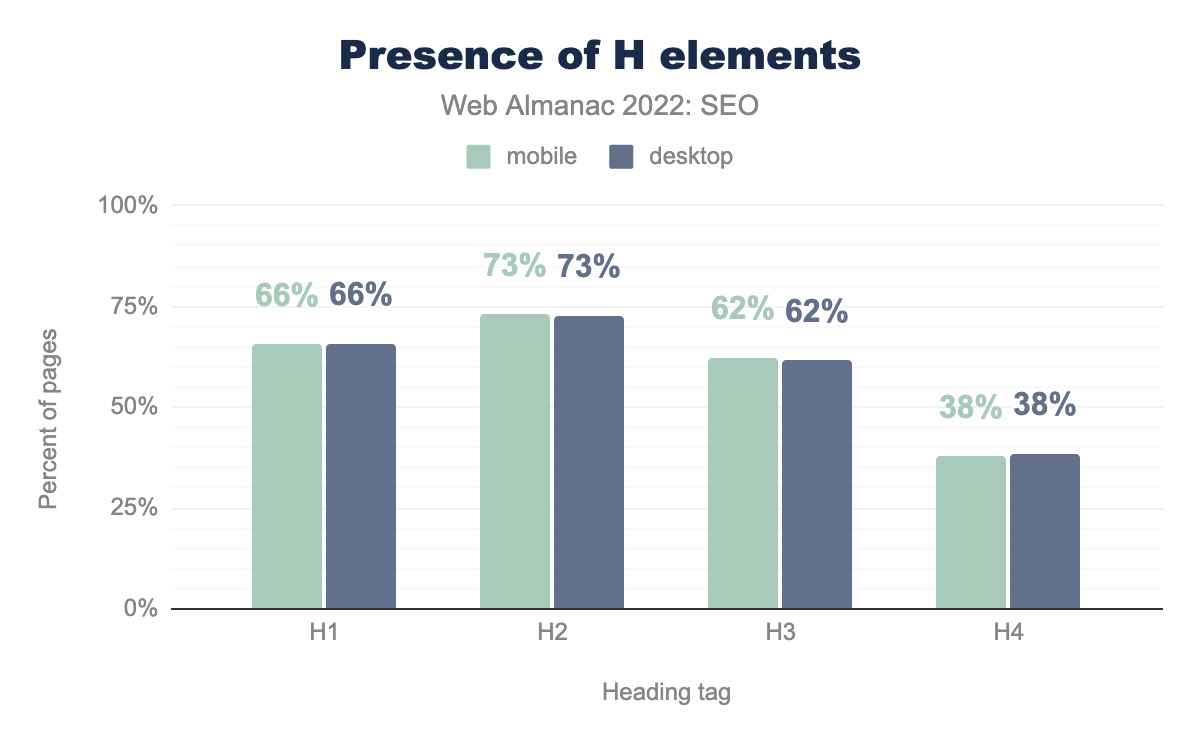 Presence of H elements
Web Almanac 2022: SEO
mobile desktop
100%
75%
50%
25%
0%
Percent of pages
66% 66%
73% 73%
62% 62%
38% 38%
H1 H2 H3 H4
Heading tag